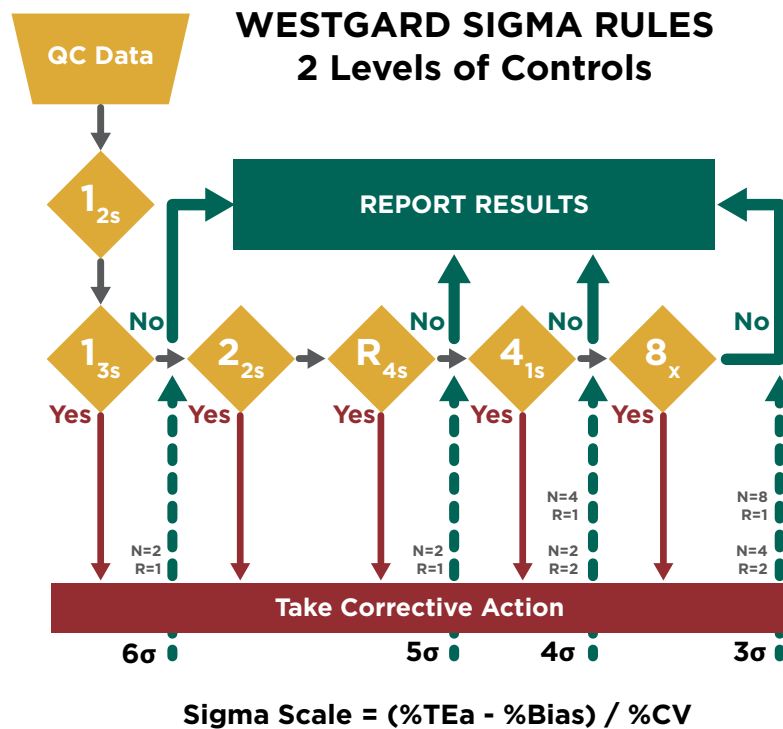 WESTGARD SIGMA RULES
2 Levels of Controls
QC Data
1 2s
REPORT RESULTS
No
No
No
No
1 3s
2 2s
R 4s
4 1s
8 x
Yes
Yes
Yes
Yes
Yes
N=4
R=1
N=8
R=1
N=2
R=1
N=2
R=1
N=2
R=2
N=4
R=2
Take Corrective Action
6σ
5σ
4σ
3σ
Sigma Scale = (%TEa - %Bias) / %CV